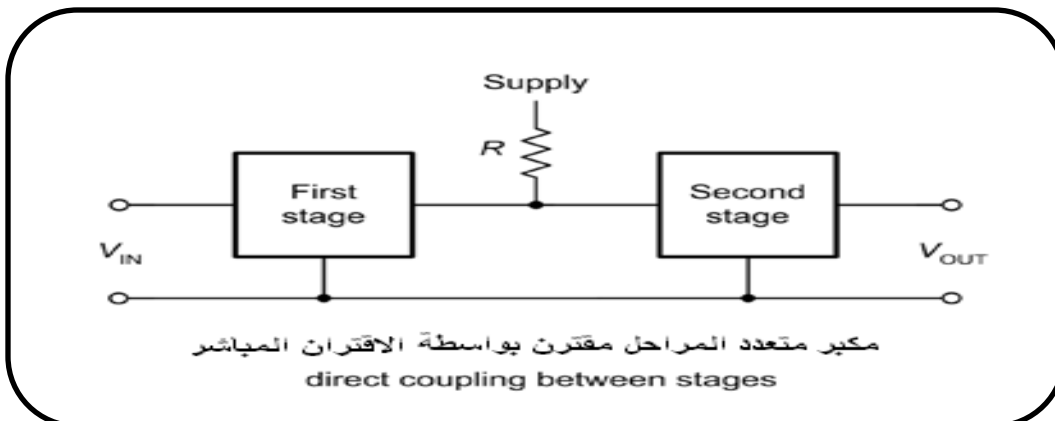 Supply
R
First
stage
Second
stage
VIN
VOUT
مكبر متعدد المراحل مقترن بواسطة الاقتران المباشر
direct coupling between stages